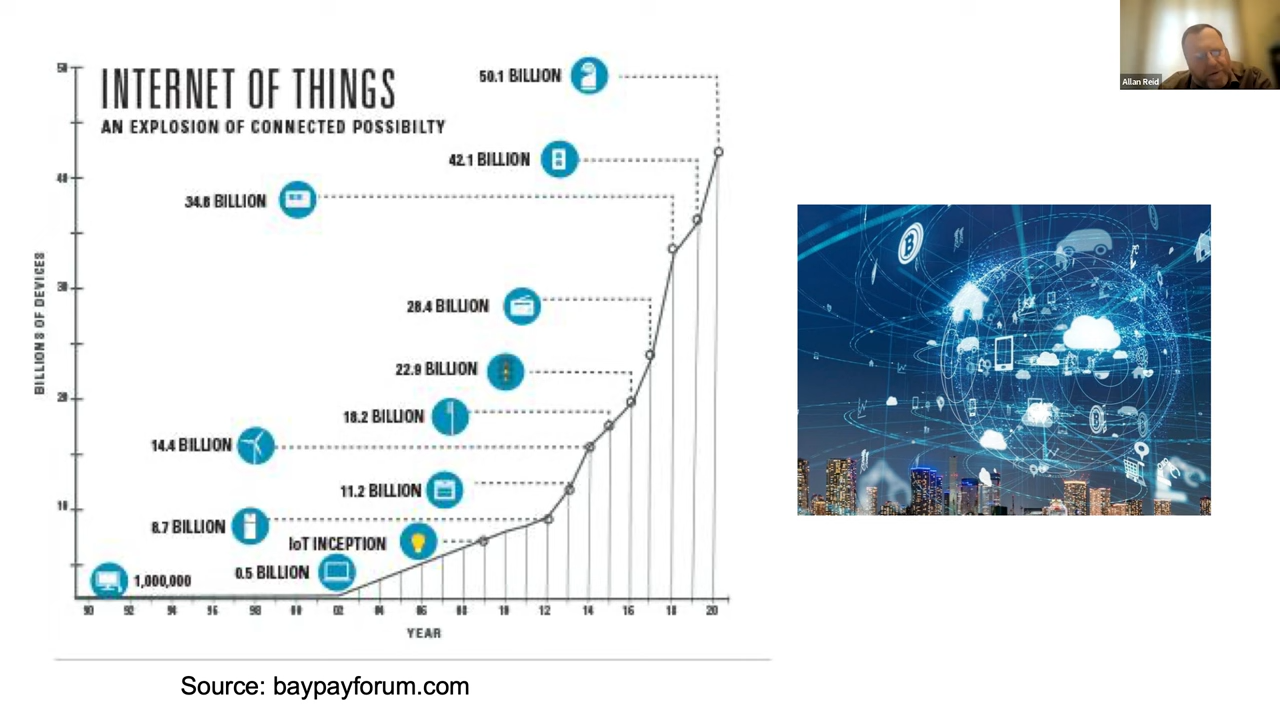 Allan Reid
INTERNET OF THINGS
AN EXPLOSION OF CONNECTED POSSIBILTY
50.1 BILLION
42.1 BILLION
34.8 BILLION
28.4 BILLION
22.9 BILLION
18.2 BILLION
14.4 BILLION
11.2 BILLION
8.7 BILLION
IoT INCEPTION
0.5 BILLION
1,000,000
BILLIONS OF DEVICES
50
40
30
20
10
90 92 94 96 98 00 02 04 06 08 10 12 14 16 18 20
YEAR
Source: baypayforum.com